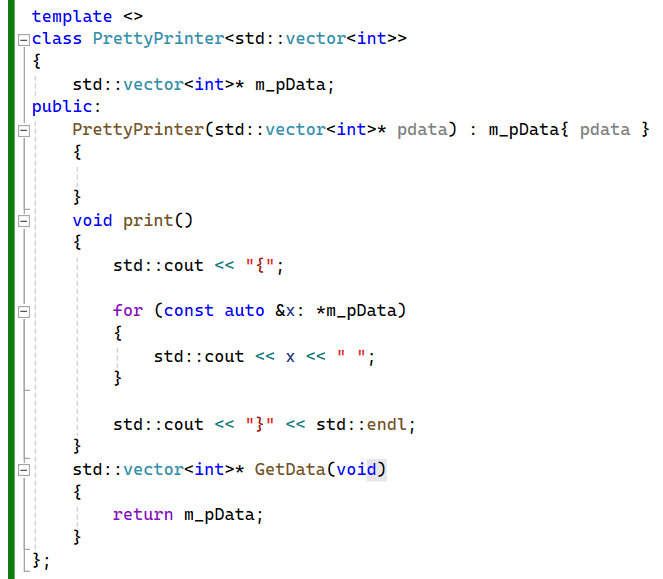 template <>
class PrettyPrinter<std::vector<int>>
{
    std::vector<int>* m_pData;
public:
    PrettyPrinter(std::vector<int>* pdata) : m_pData{ pdata }
    {

    }
    void print()
    {
        std::cout << "{";

        for (const auto &x: *m_pData)
        {
            std::cout << x << " ";
        }

        std::cout << "}" << std::endl;
    }
    std::vector<int>* GetData(void)
    {
        return m_pData;
    }
};